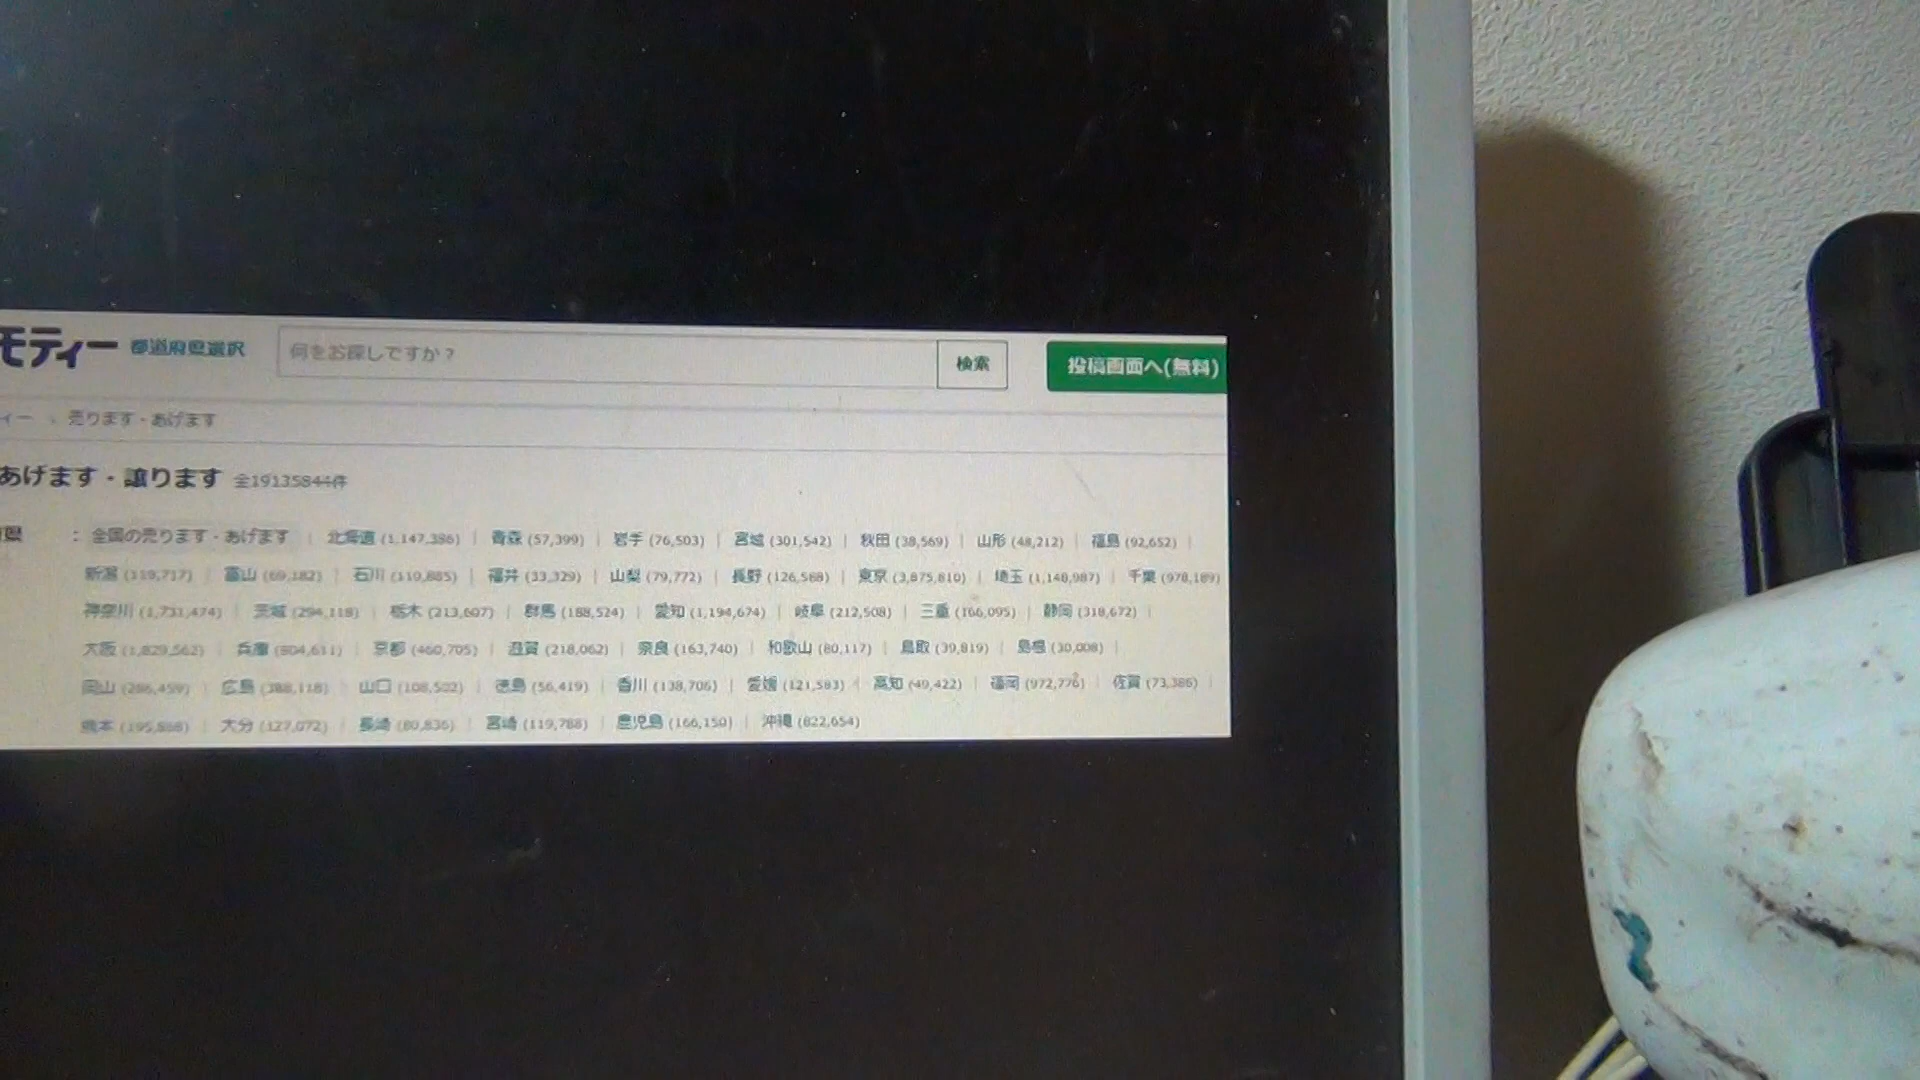 モティー 都道府県選択 何をお探しですか? 検索 投稿画面へ(無料)
ィー 売ります・あげます
あげます・譲ります 全19135844件
県 : 全国の売ります・あげます | 北海道 (1,147,386) | 青森 (57,399) | 岩手 (76,503) | 宮城 (301,542) | 秋田 (38,569) | 山形 (48,212) | 福島 (92,652) |
新潟 (119,717) | 富山 (69,182) | 石川 (119,885) | 福井 (33,329) | 山梨 (79,772) | 長野 (126,568) | 東京 (3,875,810) | 埼玉 (1,148,987) | 千葉 (978,189)
神奈川 (1,731,474) | 茨城 (294,118) | 栃木 (213,607) | 群馬 (188,524) | 愛知 (1,194,674) | 岐阜 (212,508) | 三重 (166,095) | 静岡 (318,672) |
大阪 (1,829,562) | 兵庫 (804,611) | 京都 (460,705) | 滋賀 (218,062) | 奈良 (163,740) | 和歌山 (80,117) | 鳥取 (39,819) | 島根 (30,008) |
岡山 (286,459) | 広島 (388,118) | 山口 (108,502) | 徳島 (56,419) | 香川 (138,706) | 愛媛 (121,583) | 高知 (49,422) | 福岡 (972,776) | 佐賀 (73,386) |
熊本 (195,868) | 大分 (127,072) | 長崎 (80,836) | 宮崎 (119,788) | 鹿児島 (166,150) | 沖縄 (822,654)